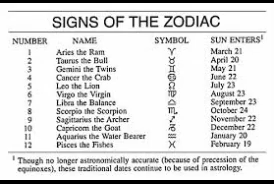 SIGNS OF THE ZODIAC
NUMBER NAME SYMBOL SUN ENTERS¹
1 Aries the Ram ♈ March 21
2 Taurus the Bull ♉ April 20
3 Gemini the Twins ♊ May 21
4 Cancer the Crab ♋ June 22
5 Leo the Lion ♌ July 23
6 Virgo the Virgin ♍ August 23
7 Libra the Balance ♎ September 23
8 Scorpio the Scorpion ♏ October 24
9 Sagittarius the Archer ♐ November 22
10 Capricorn the Goat ♑ December 22
11 Aquarius the Water Bearer ♒ January 20
12 Pisces the Fishes ♓ February 19
¹ Though no longer astronomically accurate (because of precession of the
equinoxes), these traditional dates continue to be used in astrology.